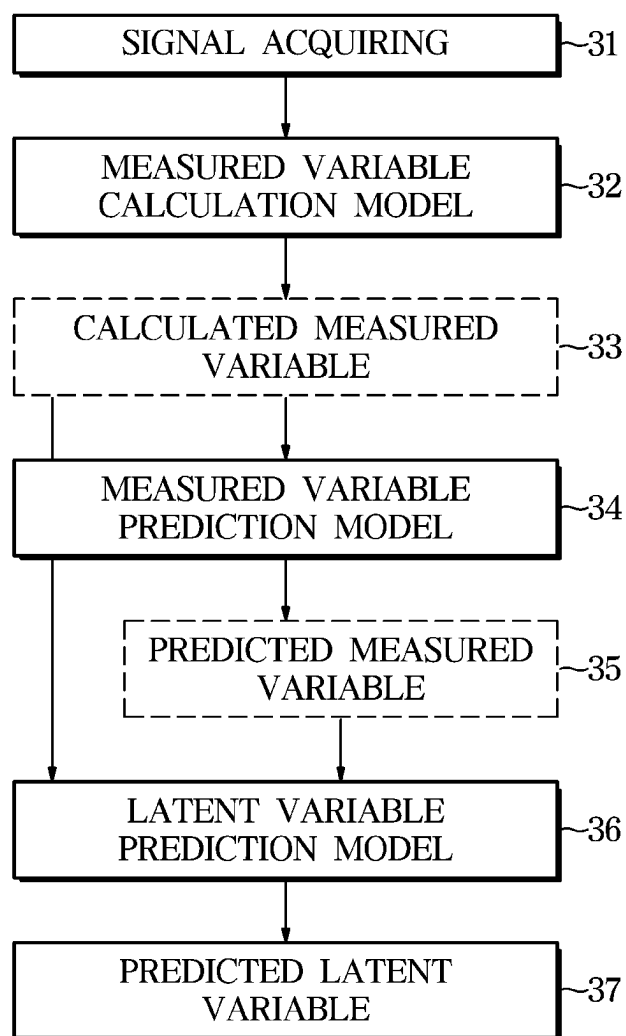 SIGNAL ACQUIRING
31
MEASURED VARIABLE
CALCULATION MODEL
32
CALCULATED MEASURED
VARIABLE
33
MEASURED VARIABLE
PREDICTION MODEL
34
PREDICTED MEASURED
VARIABLE
35
LATENT VARIABLE
PREDICTION MODEL
36
PREDICTED LATENT
VARIABLE
37